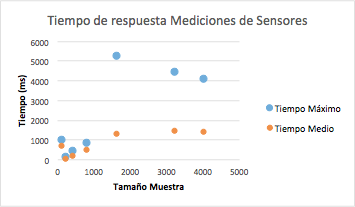 Tiempo de respuesta Mediciones de Sensores
6000
5000
4000
3000
2000
1000
0
Tiempo (ms)
0 1000 2000 3000 4000 5000
Tamaño Muestra
Tiempo Máximo
Tiempo Medio